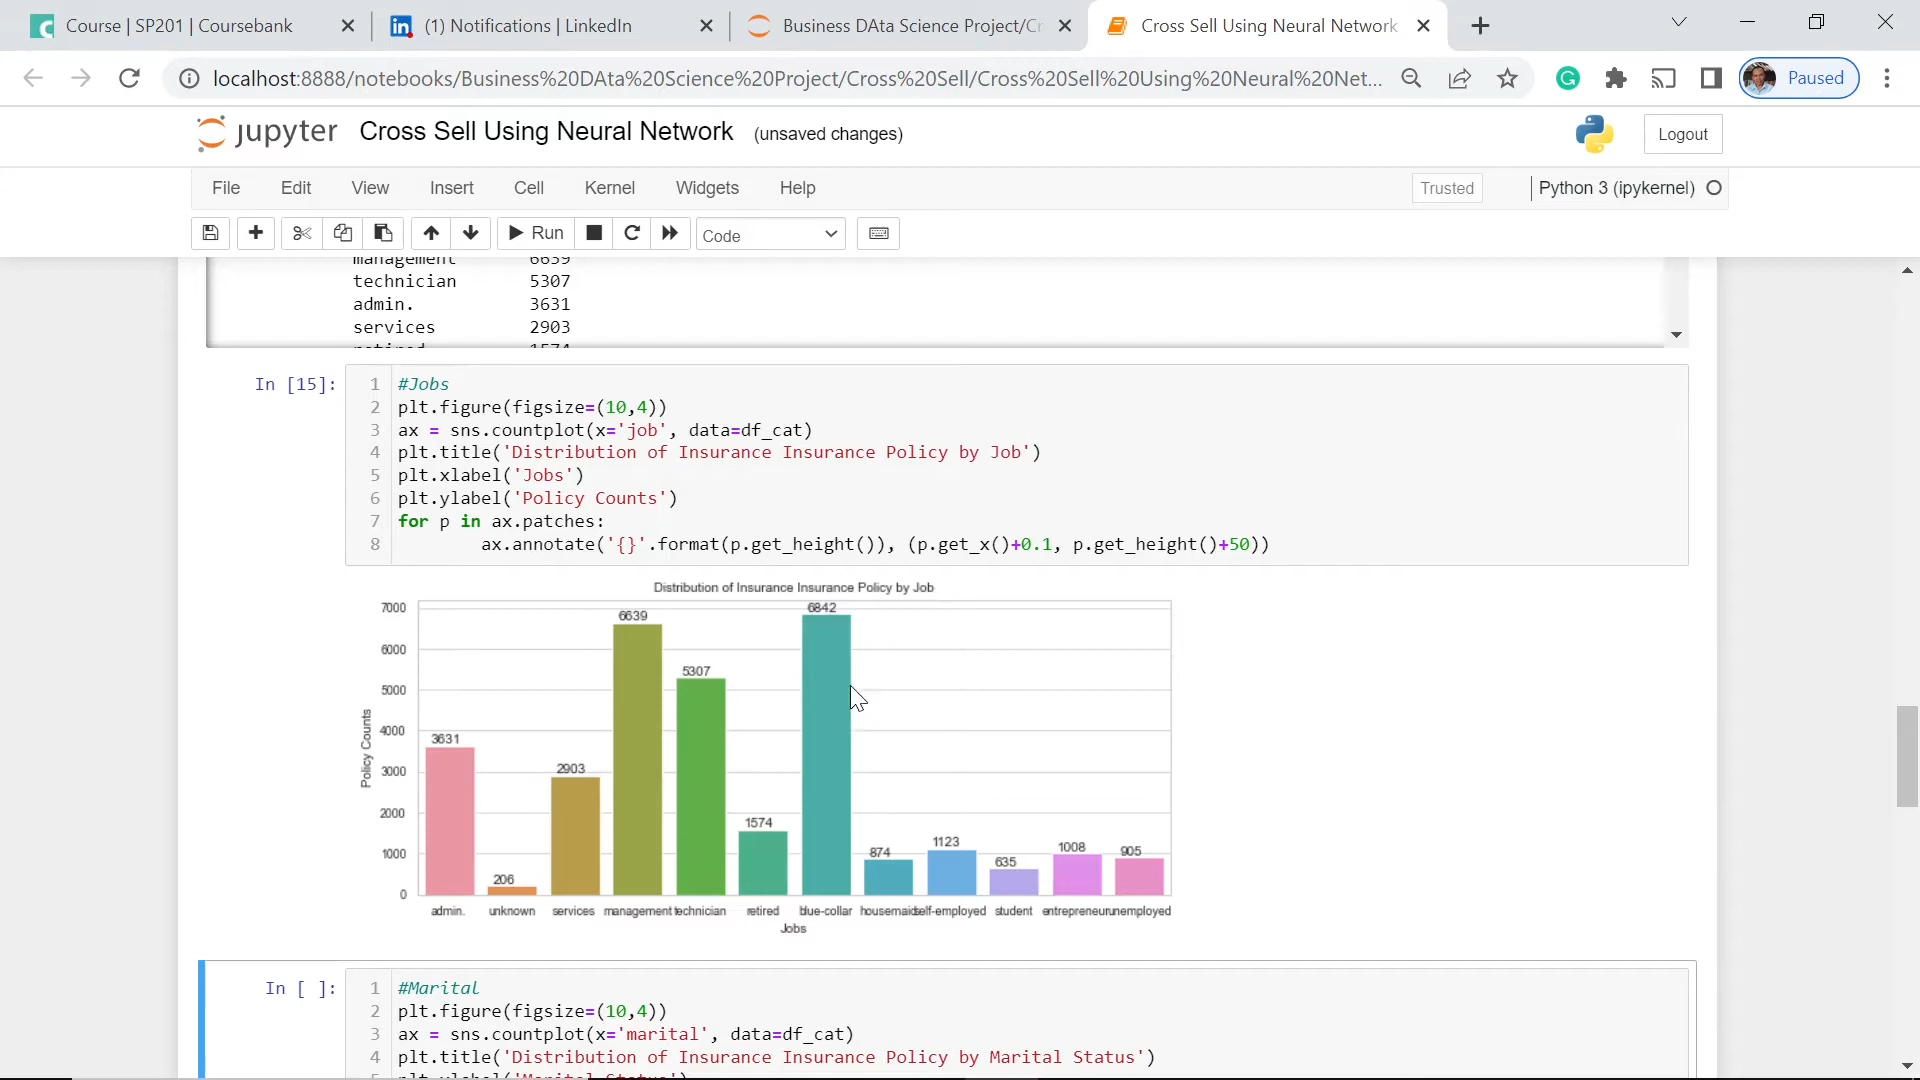 Course | SP201 | Coursebank
(1) Notifications | LinkedIn
Business DAta Science Project/Cr
Cross Sell Using Neural Network
localhost:8888/notebooks/Business%20DAta%20Science%20Project/Cross%20Sell/Cross%20Sell%20Using%20Neural%20Net...
Paused
jupyter Cross Sell Using Neural Network (unsaved changes)
Logout
File Edit View Insert Cell Kernel Widgets Help
Trusted
Python 3 (ipykernel)
Run
Code
management 6639
technician 5307
admin. 3631
services 2903
retired 1574
In [15]:
1 #Jobs
2 plt.figure(figsize=(10,4))
3 ax = sns.countplot(x='job', data=df_cat)
4 plt.title('Distribution of Insurance Insurance Policy by Job')
5 plt.xlabel('Jobs')
6 plt.ylabel('Policy Counts')
7 for p in ax.patches:
8 ax.annotate('{}'.format(p.get_height()), (p.get_x()+0.1, p.get_height()+50))
Distribution of Insurance Insurance Policy by Job
Policy Counts
7000
6000
5000
4000
3000
2000
1000
0
3631 206 2903 6639 5307 1574 6842 874 1123 635 1008 905
admin. unknown services management technician retired blue-collar housemaid self-employed student entrepreneur unemployed
Jobs
In [ ]:
1 #Marital
2 plt.figure(figsize=(10,4))
3 ax = sns.countplot(x='marital', data=df_cat)
4 plt.title('Distribution of Insurance Insurance Policy by Marital Status')
5 plt.xlabel('Marital Status')